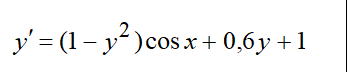 y′ = (1 − y²) cos x + 0,6y + 1